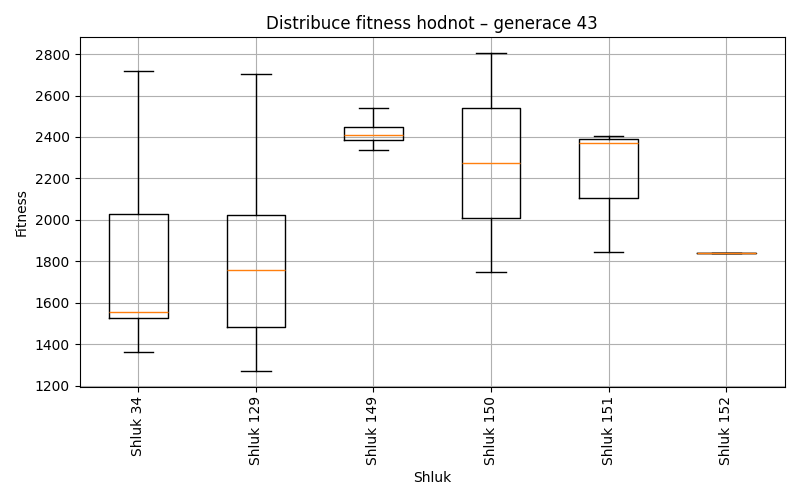 Distribuce fitness hodnot – generace 43
Fitness
2800
2600
2400
2200
2000
1800
1600
1400
1200
Shluk 34
Shluk 129
Shluk 149
Shluk 150
Shluk 151
Shluk 152
Shluk